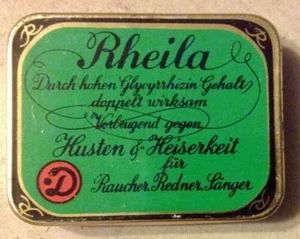 Rheila
Durch hohen Glycyrrhizin Gehalt
doppelt wirksam
Vorbeugend gegen
Husten & Heiserkeit
für
Raucher. Redner. Sänger